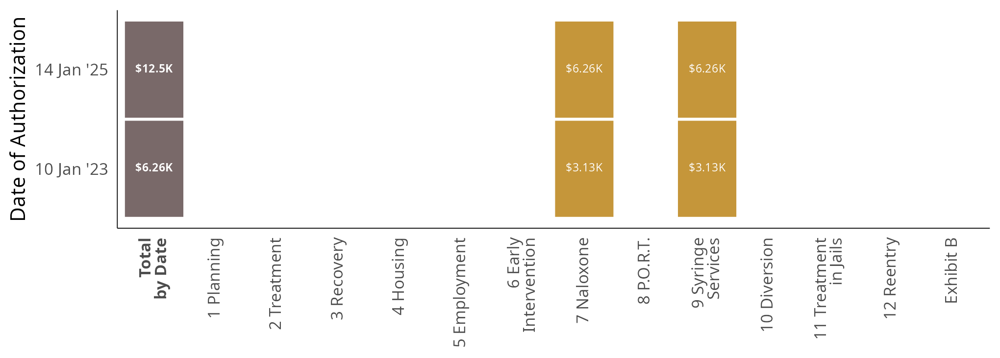 Date of Authorization
14 Jan '25
$12.5K
$6.26K
$6.26K
10 Jan '23
$6.26K
$3.13K
$3.13K
Total
by Date
1 Planning
2 Treatment
3 Recovery
4 Housing
5 Employment
6 Early
Intervention
7 Naloxone
8 P.O.R.T.
9 Syringe
Services
10 Diversion
11 Treatment
in Jails
12 Reentry
Exhibit B